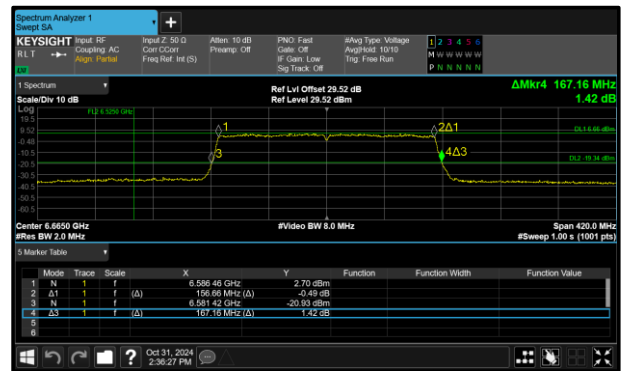 Spectrum Analyzer 1
Swept SA
+
KEYSIGHT Input: RF Input Z: 50 Ω Atten: 10 dB PNO: Fast #Avg Type: Voltage 1 2 3 4 5 6
RLT Coupling: AC Corr CCorr Preamp: Off Gate: Off Avg|Hold: 10/10 M W W W W W
Align: Partial Freq Ref: Int (S) IF Gain: Low Trig: Free Run P N N N N N
Sig Track: Off
1 Spectrum Ref Lvl Offset 29.52 dB ΔMkr4 167.16 MHz
Scale/Div 10 dB Ref Level 29.52 dBm 1.42 dB
Log FL2 6.5250 GHz
19.5
9.52 1 2Δ1 DL1 6.66 dBm
-0.48
-10.5 3 4Δ3
-20.5 DL2 -19.34 dBm
-30.5
-40.5
-50.5
-60.5
Center 6.6650 GHz #Video BW 8.0 MHz Span 420.0 MHz
#Res BW 2.0 MHz #Sweep 1.00 s (1001 pts)
5 Marker Table
Mode Trace Scale X Y Function Function Width Function Value
1 N 1 f 6.586 46 GHz 2.70 dBm
2 Δ1 1 f (Δ) 156.66 MHz (Δ) -0.49 dB
3 N 1 f 6.581 42 GHz -20.93 dBm
4 Δ3 1 f (Δ) 167.16 MHz (Δ) 1.42 dB
5
6
? Oct 31, 2024
2:36:27 PM